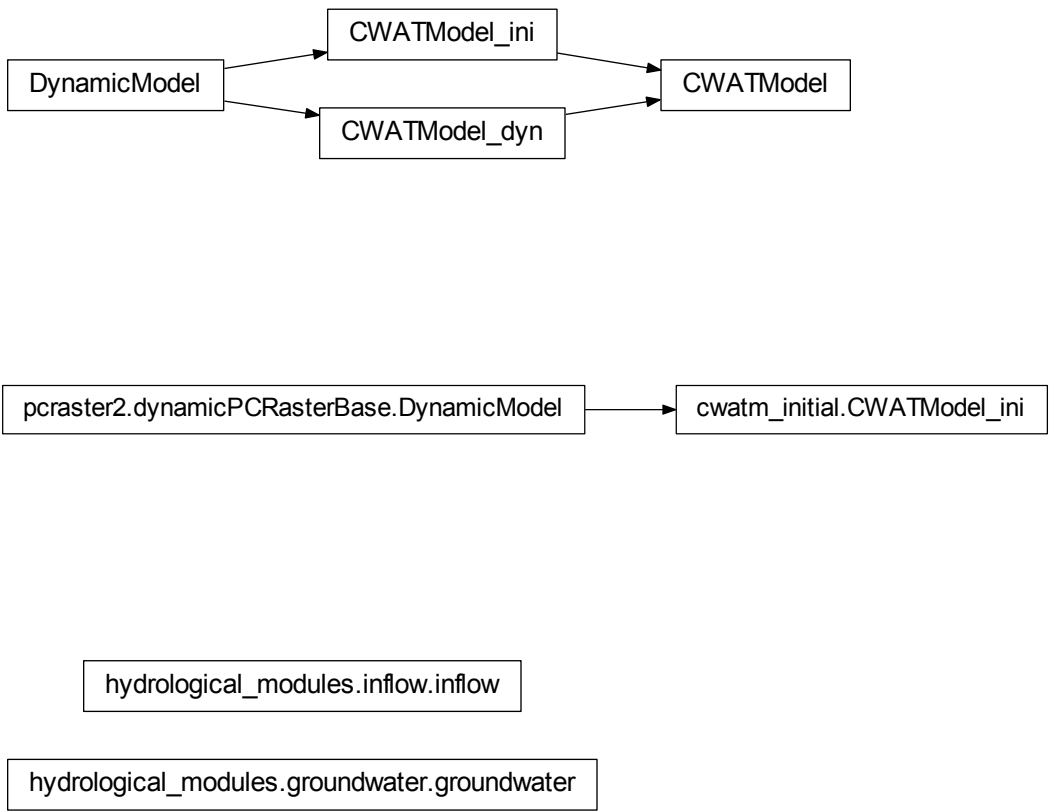 CWATModel_ini
DynamicModel
CWATModel
CWATModel_dyn
pcraster2.dynamicPCRasterBase.DynamicModel
cwatm_initial.CWATModel_ini
hydrological_modules.inflow.inflow
hydrological_modules.groundwater.groundwater